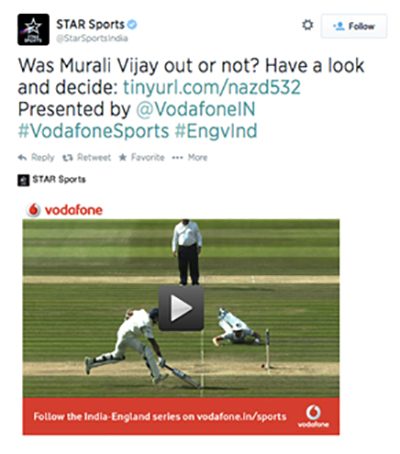 STAR Sports
@StarSportsIndia
Follow
Was Murali Vijay out or not? Have a look
and decide: tinyurl.com/nazd532
Presented by @VodafoneIN
#VodafoneSports #EngvInd
Reply Retweet Favorite More
STAR Sports
vodafone
Follow the India-England series on vodafone.in/sports
vodafone